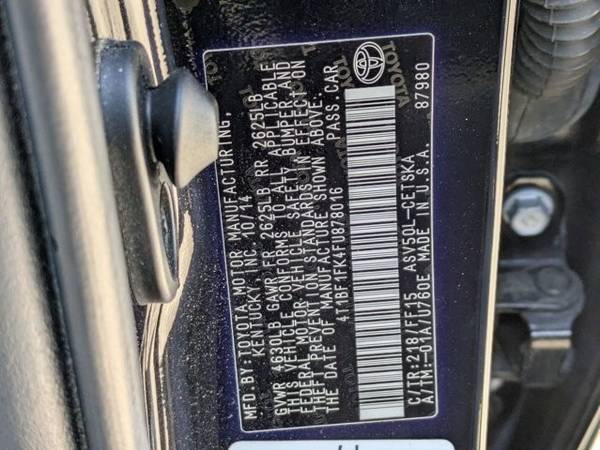 MFD.BY:TOYOTA MOTOR MANUFACTURING,
KENTUCKY, INC. 10/14
GVWR 4630LB GAWR FR 2625LB RR 2625LB
THIS VEHICLE CONFORMS TO ALL APPLICABLE
FEDERAL MOTOR VEHICLE SAFETY, BUMPER,AND
THEFT PREVENTION STANDARDS IN EFFECT ON
THE DATE OF MANUFACTURE SHOWN ABOVE.
4T1BF1FK4FU878016 PASS.CAR
C/TR:218/FF15 ASV50L-CETSKA
A/TM:-01A/U760E MADE IN U.S.A. 87980
TOYOTA
TOYOTA